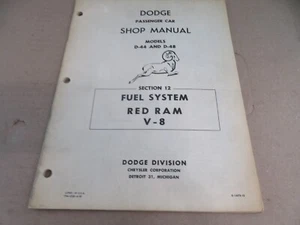 DODGE
PASSENGER CAR
SHOP MANUAL
MODELS
D-44 AND D-48
SECTION 12
FUEL SYSTEM
RED RAM
V-8
DODGE DIVISION
CHRYSLER CORPORATION
DETROIT 31, MICHIGAN